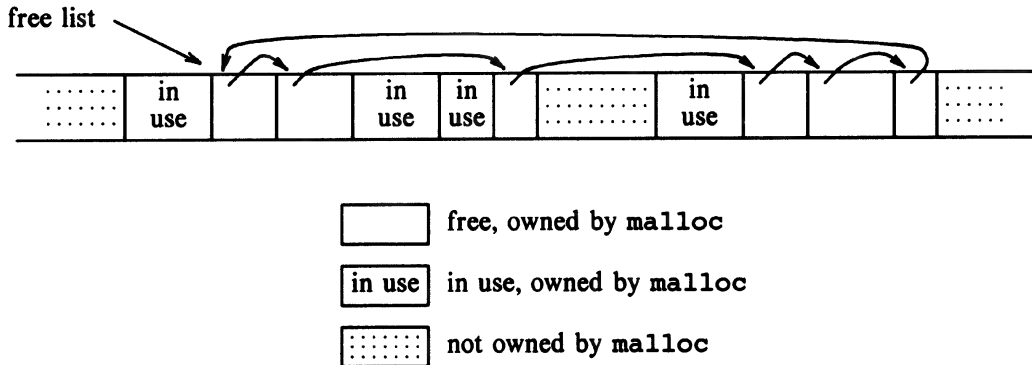 free list
in use
in use
in use
in use
free, owned by malloc
in use
in use, owned by malloc
not owned by malloc